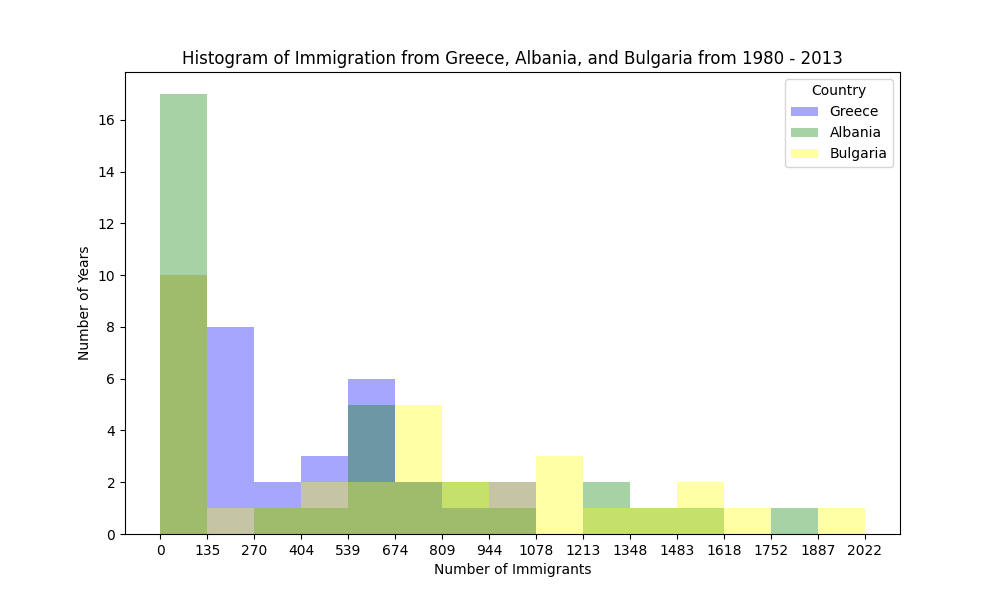 Histogram of Immigration from Greece, Albania, and Bulgaria from 1980 - 2013
Country
Greece
Albania
Bulgaria
Number of Years
16
14
12
10
8
6
4
2
0
0 135 270 404 539 674 809 944 1078 1213 1348 1483 1618 1752 1887 2022
Number of Immigrants